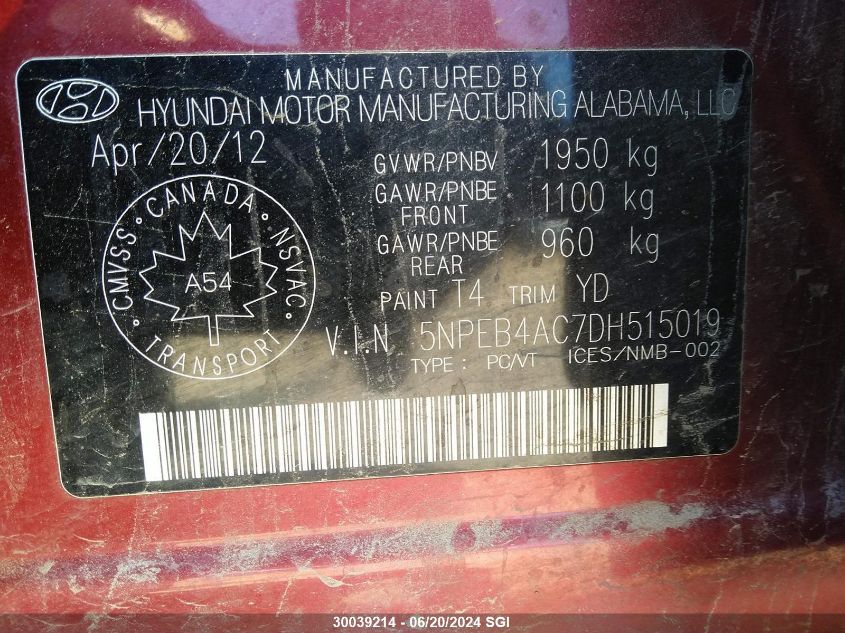 MANUFACTURED BY
HYUNDAI MOTOR MANUFACTURING ALABAMA, LLC
Apr/20/12
GVWR/PNBV 1950 kg
GAWR/PNBE FRONT 1100 kg
GAWR/PNBE REAR 960 kg
PAINT T4 TRIM YD
V.I.N. 5NPEB4AC7DH515019
TYPE : PC/VT ICES/NMB-002
CMVSS · CANADA · NSVAC · TRANSPORT
A54
30039214 - 06/20/2024 SGI